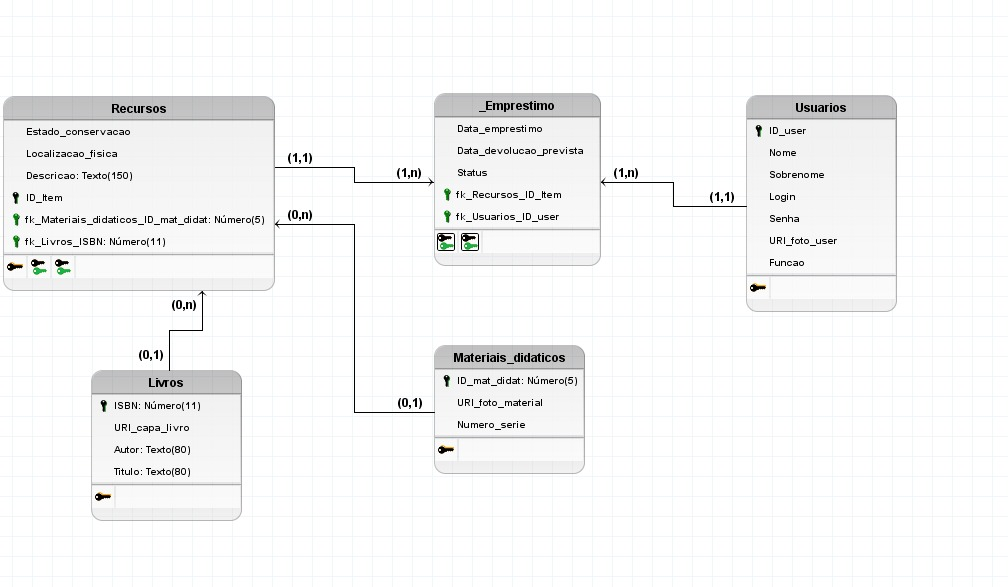 Recursos
Estado_conservacao
Localizacao_fisica
Descricao: Texto(150)
ID_Item
fk_Materiais_didaticos_ID_mat_didat: Número(5)
fk_Livros_ISBN: Número(11)
(1,1)
(1,n)
(0,n)
_Emprestimo
Data_emprestimo
Data_devolucao_prevista
Status
fk_Recursos_ID_Item
fk_Usuarios_ID_user
(1,n)
(1,1)
Usuarios
ID_user
Nome
Sobrenome
Login
Senha
URI_foto_user
Funcao
(0,n)
(0,1)
Livros
ISBN: Número(11)
URI_capa_livro
Autor: Texto(80)
Titulo: Texto(80)
(0,1)
Materiais_didaticos
ID_mat_didat: Número(5)
URI_foto_material
Numero_serie